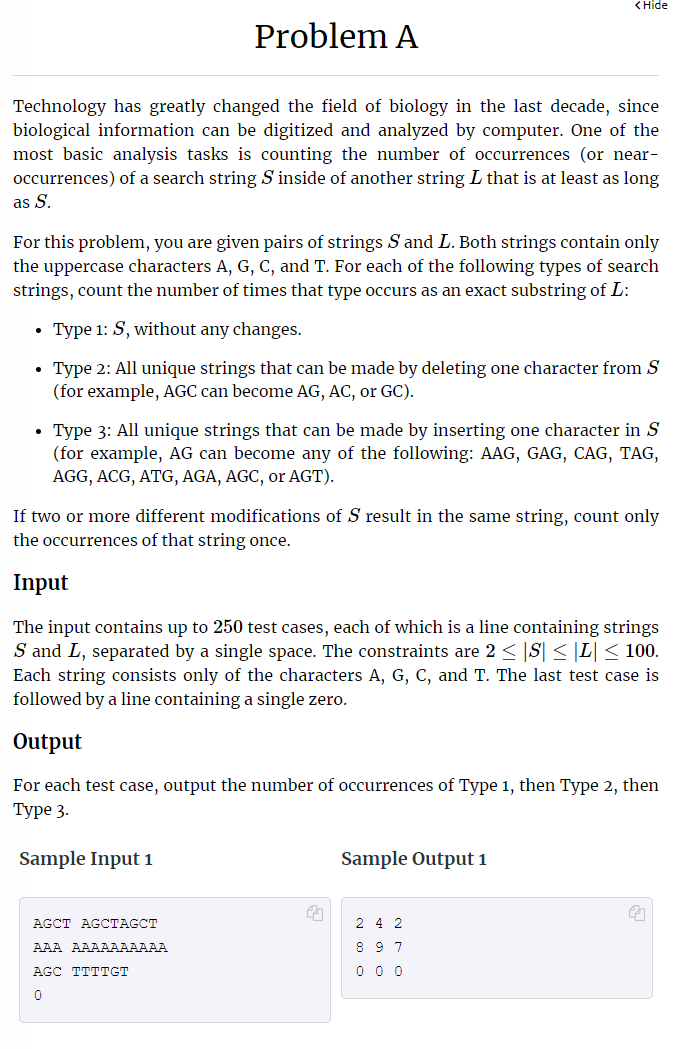 Hide
Problem A
Technology has greatly changed the field of biology in the last decade, since
biological information can be digitized and analyzed by computer. One of the
most basic analysis tasks is counting the number of occurrences (or near-
occurrences) of a search string S inside of another string L that is at least as long
as S.
For this problem, you are given pairs of strings S and L. Both strings contain only
the uppercase characters A, G, C, and T. For each of the following types of search
strings, count the number of times that type occurs as an exact substring of L:
• Type 1: S, without any changes.
• Type 2: All unique strings that can be made by deleting one character from S
(for example, AGC can become AG, AC, or GC).
• Type 3: All unique strings that can be made by inserting one character in S
(for example, AG can become any of the following: AAG, GAG, CAG, TAG,
AGG, ACG, ATG, AGA, AGC, or AGT).
If two or more different modifications of S result in the same string, count only
the occurrences of that string once.
Input
The input contains up to 250 test cases, each of which is a line containing strings
S and L, separated by a single space. The constraints are 2 ≤ |S| ≤ |L| ≤ 100.
Each string consists only of the characters A, G, C, and T. The last test case is
followed by a line containing a single zero.
Output
For each test case, output the number of occurrences of Type 1, then Type 2, then
Type 3.
Sample Input 1
AGCT AGCTAGCT
AAA AAAAAAAAAA
AGC TTTTGT
0
Sample Output 1
2 4 2
8 9 7
0 0 0